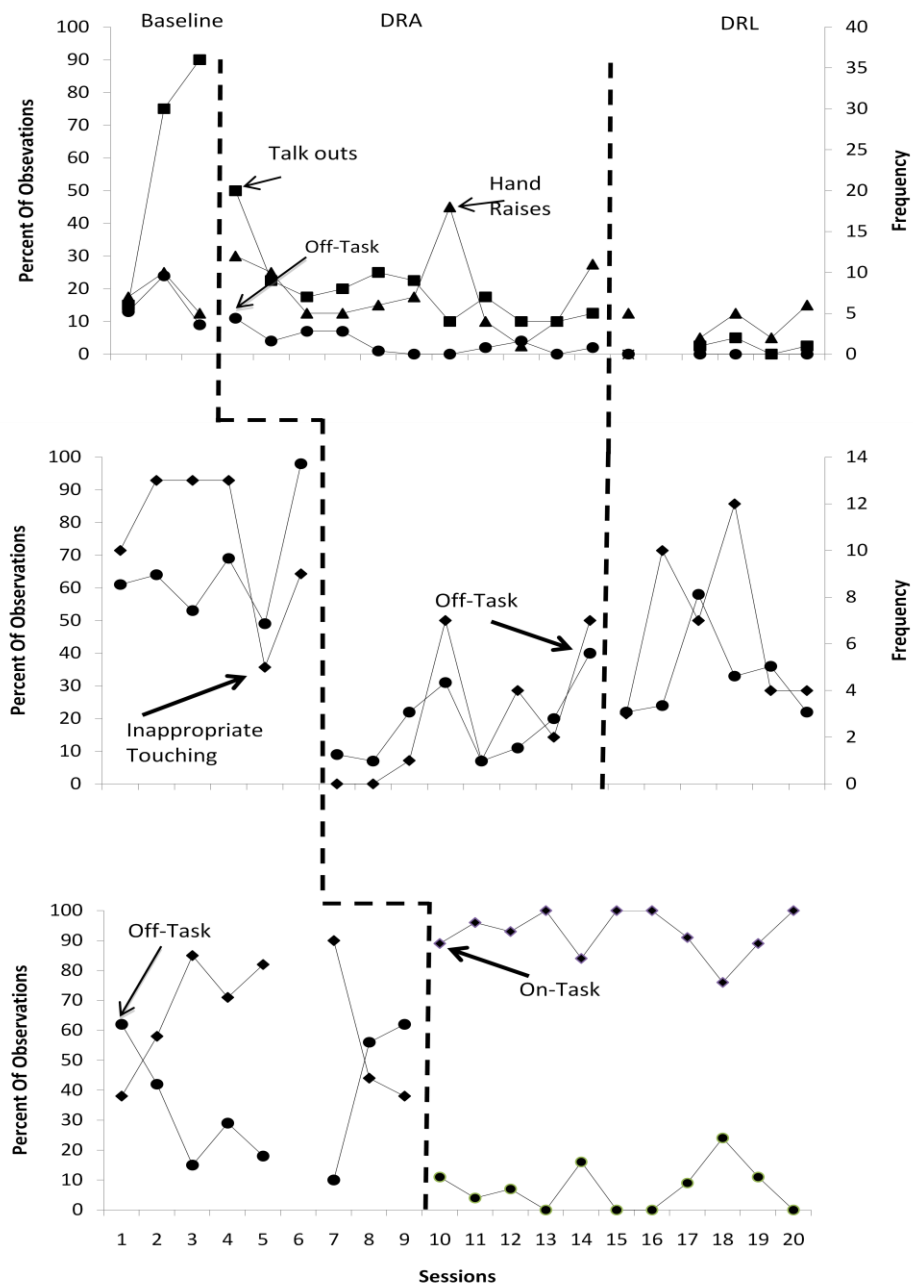 Baseline
DRA
DRL
Percent Of Obsevations
100
90
80
70
60
50
40
30
20
10
0
Talk outs
Off-Task
Hand
Raises
40
35
30
25
20
15
10
5
0
Frequency
Percent Of Observations
100
90
80
70
60
50
40
30
20
10
0
Inappropriate
Touching
Off-Task
14
12
10
8
6
4
2
0
Frequency
Percent Of Observations
100
90
80
70
60
50
40
30
20
10
0
Off-Task
On-Task
1 2 3 4 5 6 7 8 9 10 11 12 13 14 15 16 17 18 19 20
Sessions